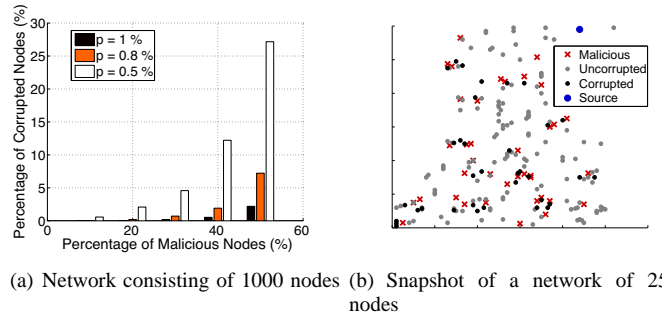 Percentage of Corrupted Nodes (%)
30
25
20
15
10
5
0
p = 1 %
p = 0.8 %
p = 0.5 %
0
20
40
60
Percentage of Malicious Nodes (%)
Malicious
Uncorrupted
Corrupted
Source
(a) Network consisting of 1000 nodes
(b) Snapshot of a network of 25
nodes